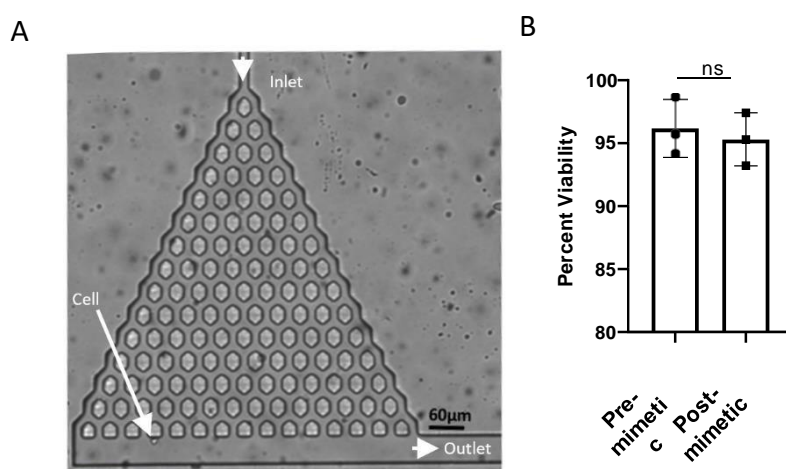 A
Inlet
Cell
60µm
Outlet
B
ns
100
95
90
85
80
Percent Viability
Pre-
mimeti
c
Post-
mimetic